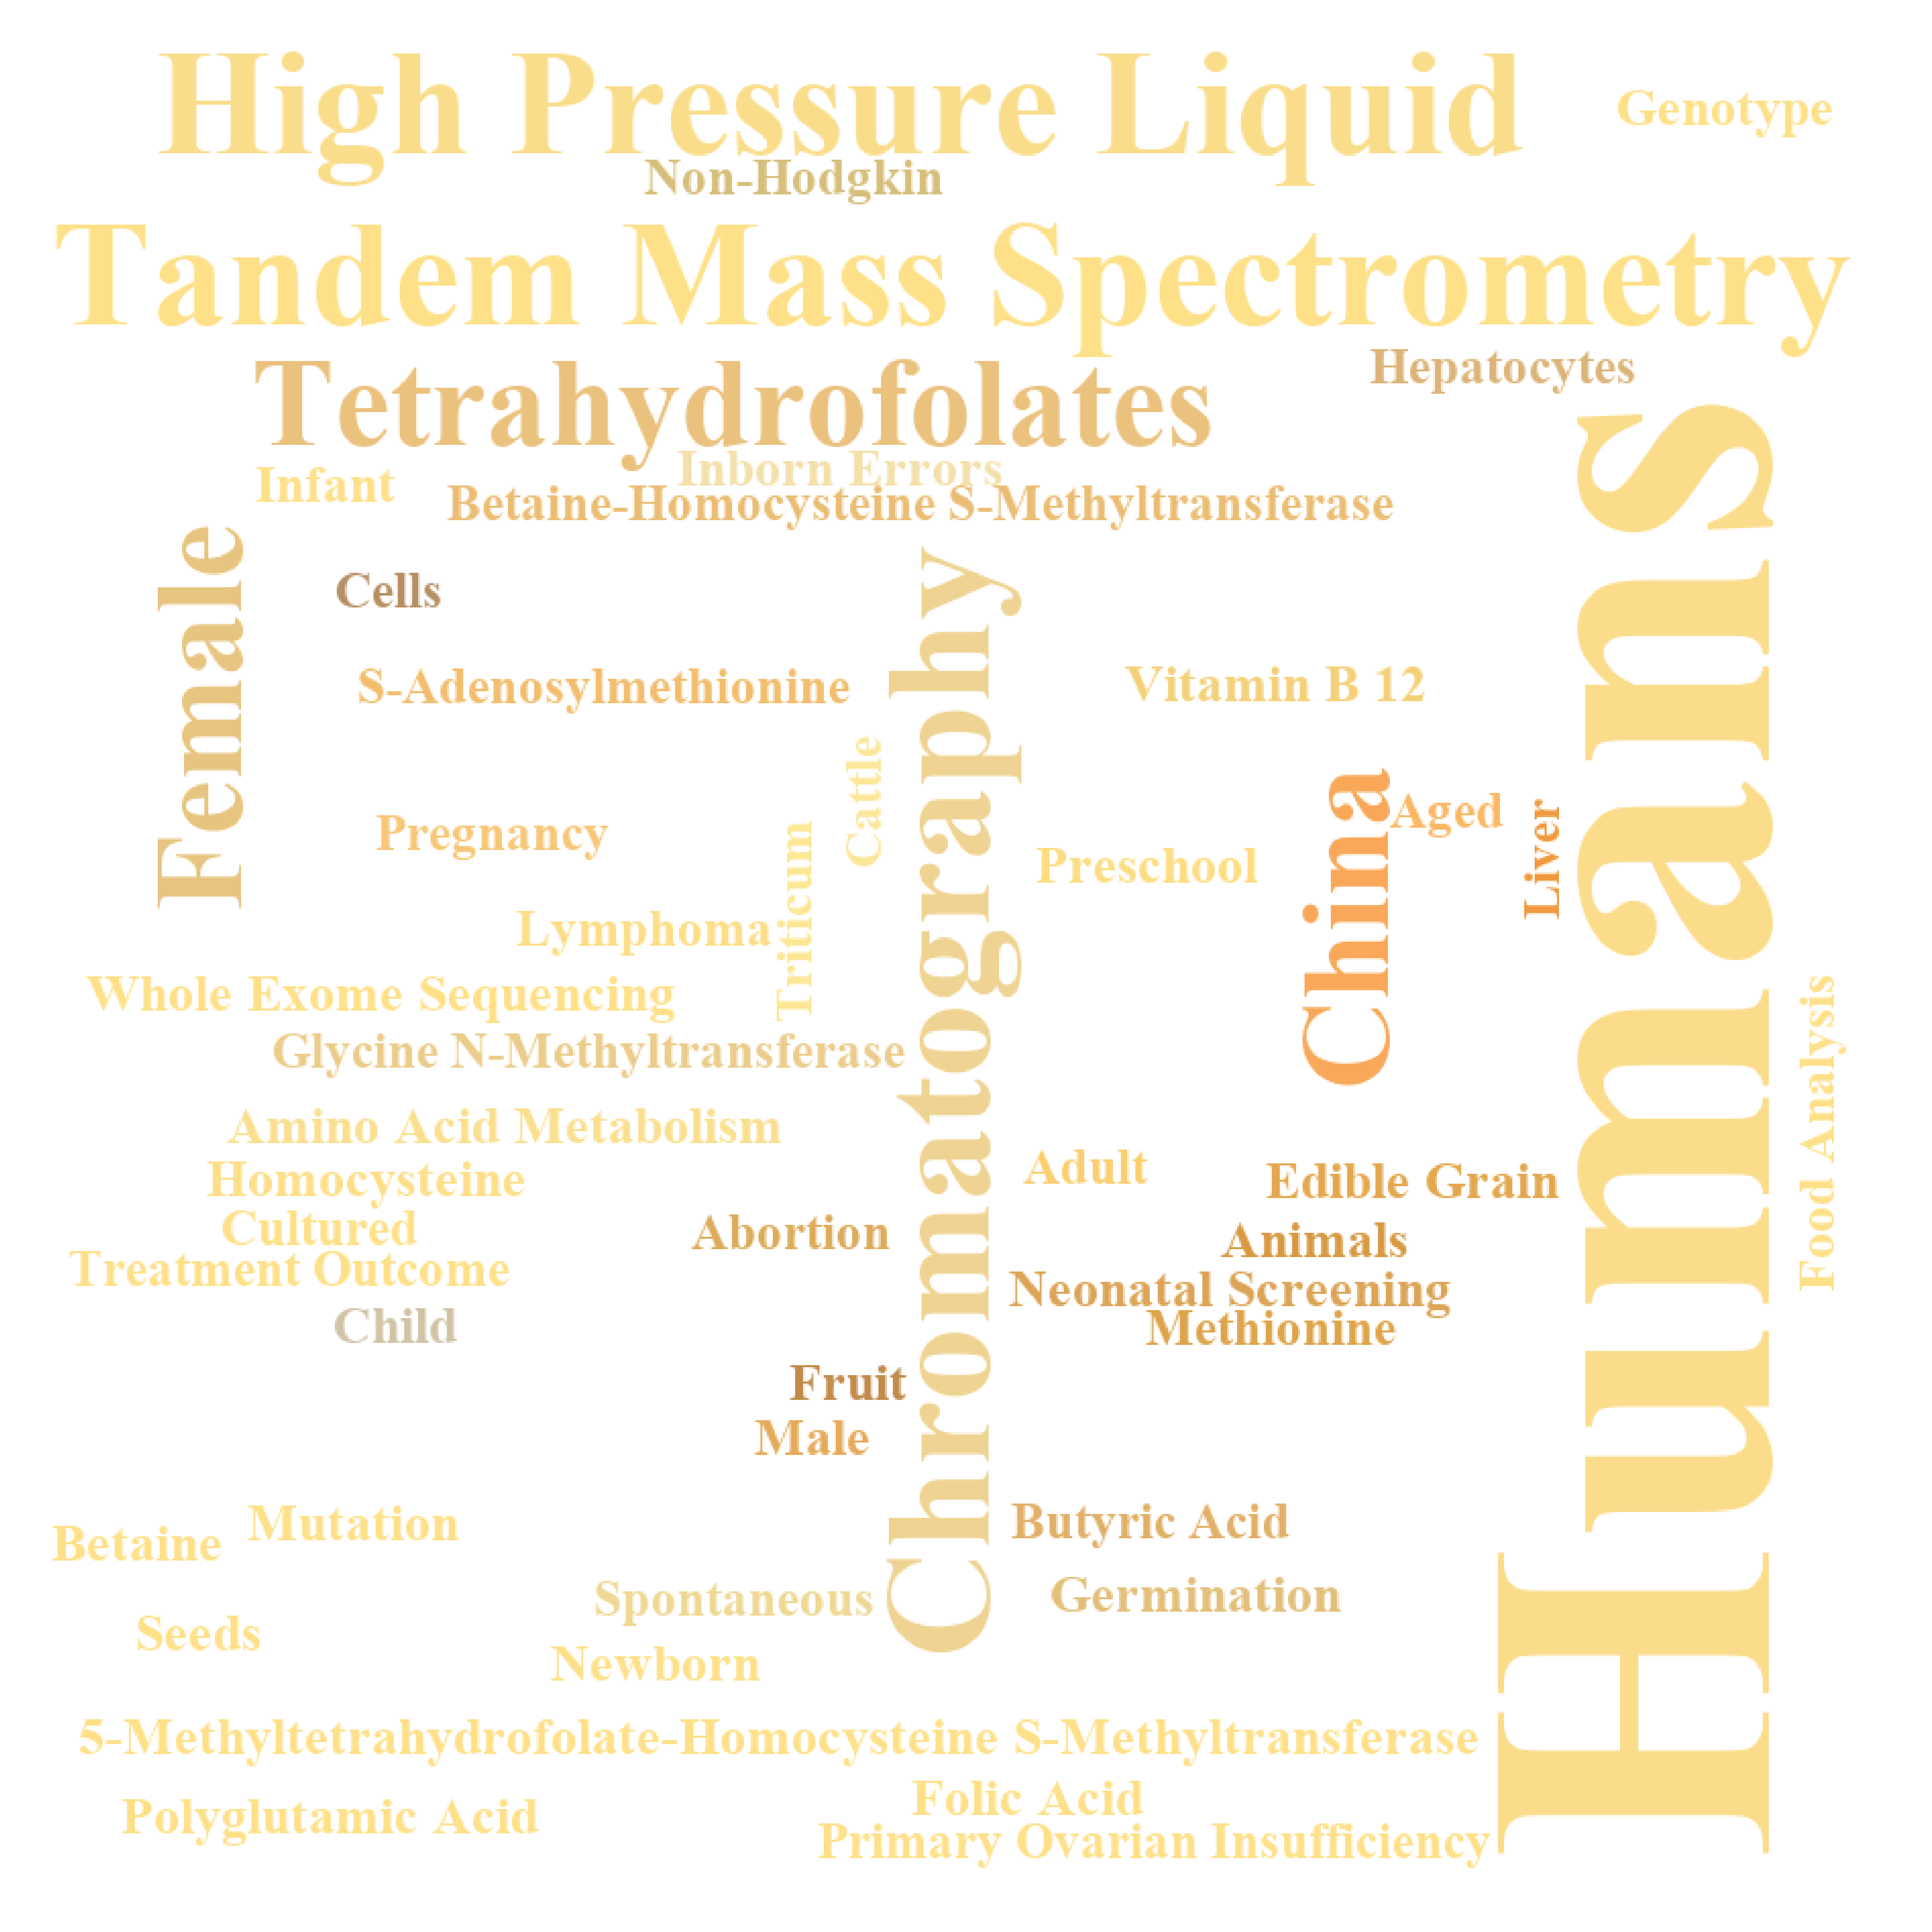 High Pressure Liquid
Genotype
Non-Hodgkin
Tandem Mass Spectrometry
Hepatocytes
Tetrahydrofolates
Inborn Errors
Infant
Betaine-Homocysteine S-Methyltransferase
Female
Cells
Chromatography
Humans
S-Adenosylmethionine
Vitamin B 12
Cattle
China
Aged
Liver
Pregnancy
Triticum
Preschool
Lymphoma
Whole Exome Sequencing
Food Analysis
Glycine N-Methyltransferase
Amino Acid Metabolism
Adult
Homocysteine
Edible Grain
Cultured
Abortion
Animals
Treatment Outcome
Neonatal Screening
Child
Methionine
Fruit
Male
Mutation
Butyric Acid
Betaine
Spontaneous
Germination
Seeds
Newborn
5-Methyltetrahydrofolate-Homocysteine S-Methyltransferase
Folic Acid
Polyglutamic Acid
Primary Ovarian Insufficiency